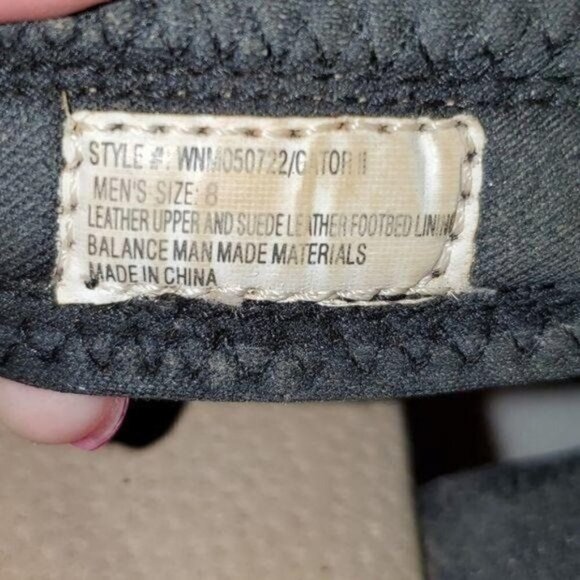 STYLE #: WNM050722/GATOR II
MEN'S SIZE: 8
LEATHER UPPER AND SUEDE LEATHER FOOTBED LINING
BALANCE MAN MADE MATERIALS
MADE IN CHINA